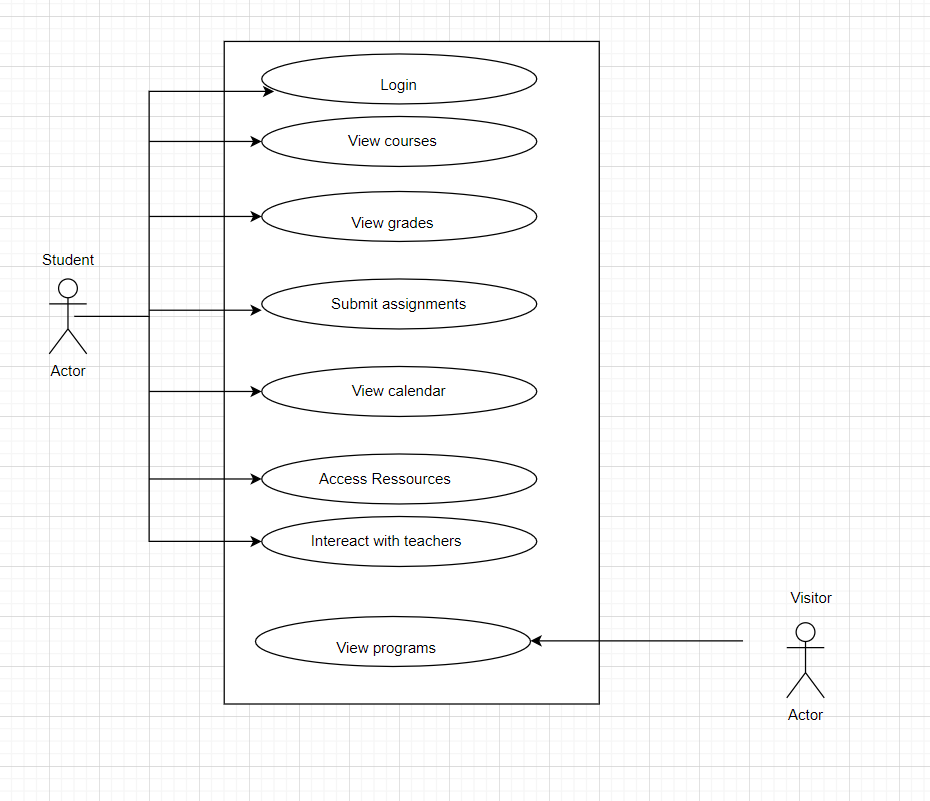 Login
View courses
View grades
Student
Submit assignments
Actor
View calendar
Access Ressources
Intereact with teachers
Visitor
View programs
Actor